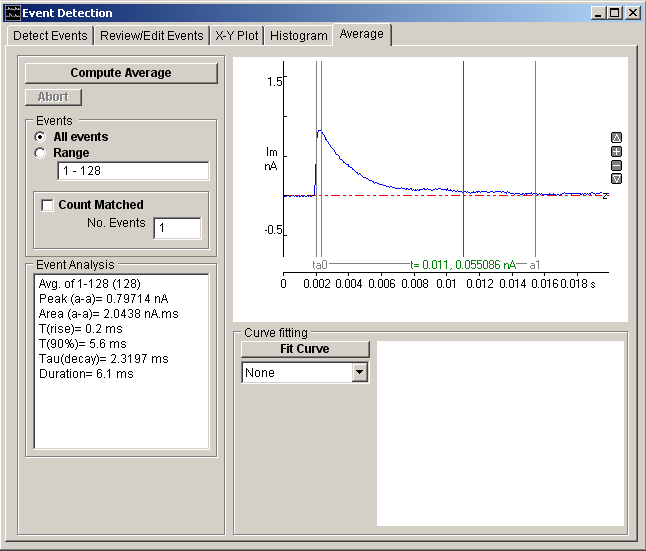 Event Detection
Detect Events Review/Edit Events X-Y Plot Histogram Average
Compute Average
Abort
Events
All events
Range
1 - 128
Count Matched
No. Events 1
Event Analysis
Avg. of 1-128 (128)
Peak (a-a)= 0.79714 nA
Area (a-a)= 2.0438 nA.ms
T(rise)= 0.2 ms
T(90%)= 5.6 ms
Tau(decay)= 2.3197 ms
Duration= 6.1 ms
1.5
Im
nA
z
-0.5
ta0 t= 0.011, 0.055086 nA a1
0 0.002 0.004 0.006 0.008 0.01 0.012 0.014 0.016 0.018 s
Curve fitting
Fit Curve
None